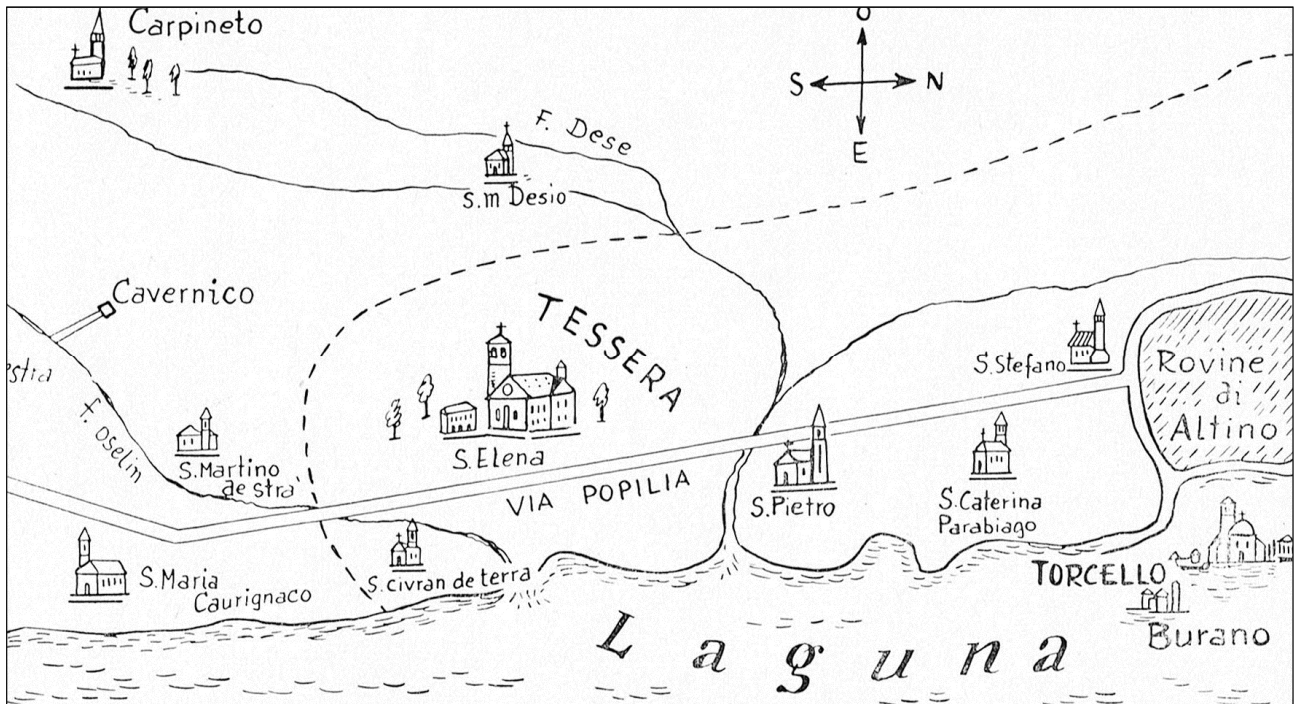 Carpineto
O
S N
E
F. Dese
S.m Desio
Cavernico
TESSERA
S.Stefano
Rovine
di
Altino
F. Dselin
S.Martino
de stra'
S.Elena
VIA POPILIA
S.Pietro
S.Caterina
Parabiago
S.Maria
Caurignaco
S.Civran de terra
TORCELLO
Burano
Laguna